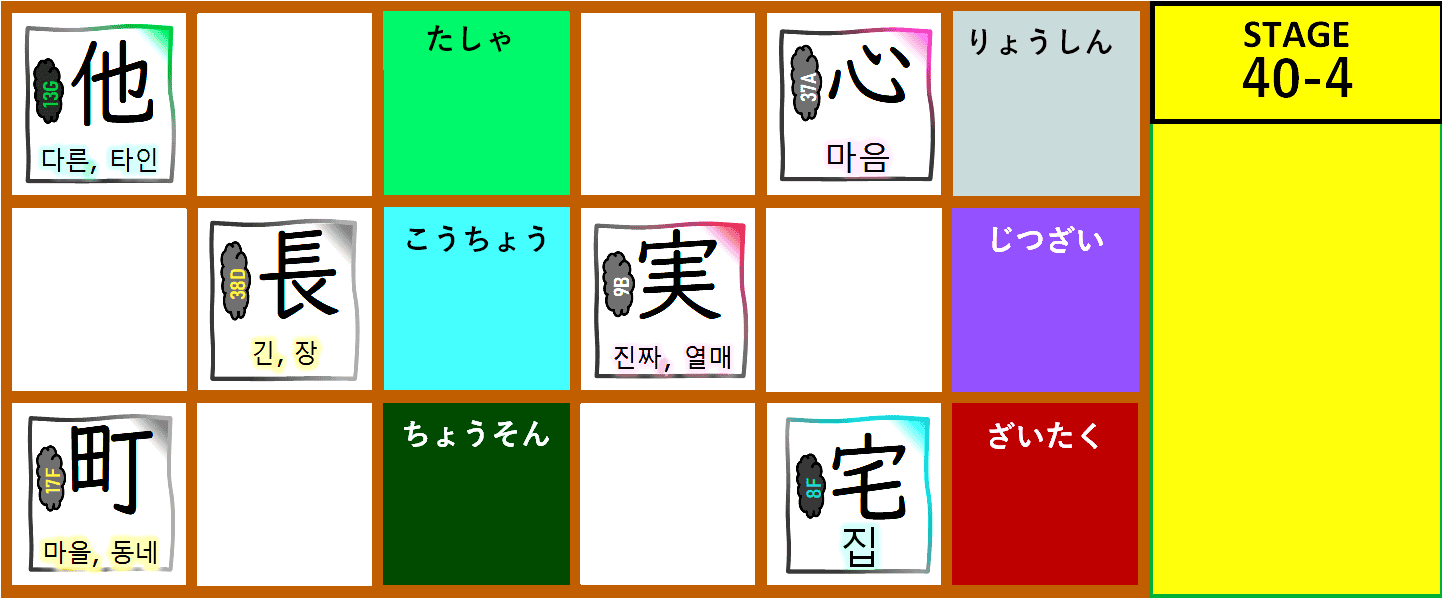 13G
他
다른, 타인
たしゃ
37A
心
마음
りょうしん
STAGE
40-4
38D
長
긴, 장
こうちょう
9B
実
진짜, 열매
じつざい
17F
町
마을, 동네
ちょうそん
8F
宅
집
ざいたく